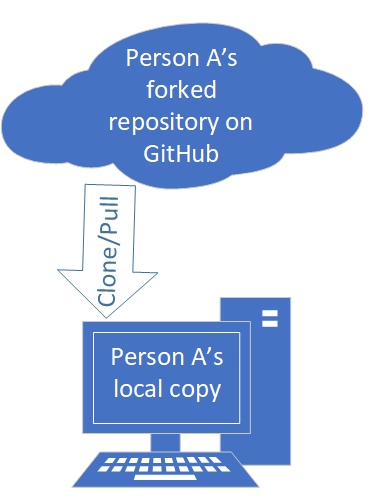 Person A’s
forked
repository on
GitHub
Clone/Pull
Person A’s
local copy